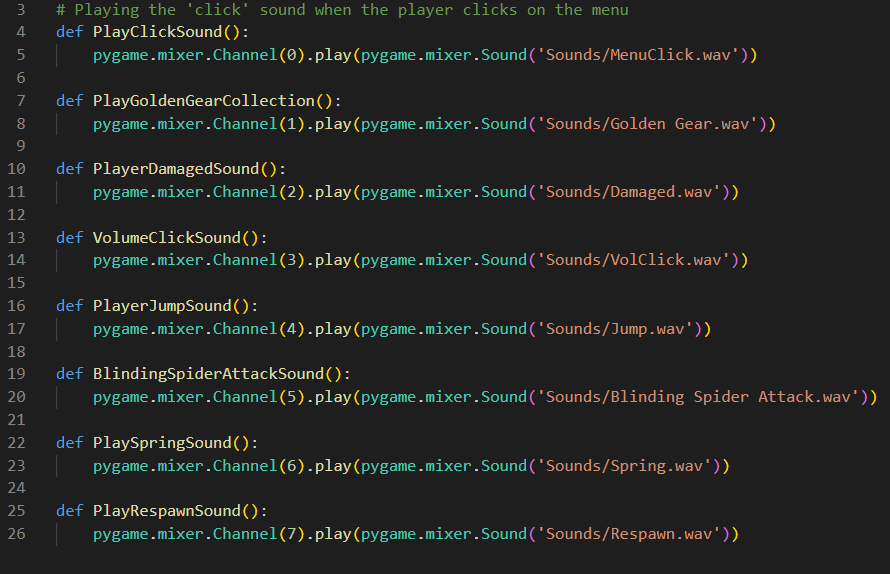 3 # Playing the 'click' sound when the player clicks on the menu
4 def PlayClickSound():
5     pygame.mixer.Channel(0).play(pygame.mixer.Sound('Sounds/MenuClick.wav'))
6
7 def PlayGoldenGearCollection():
8     pygame.mixer.Channel(1).play(pygame.mixer.Sound('Sounds/Golden Gear.wav'))
9
10 def PlayerDamagedSound():
11     pygame.mixer.Channel(2).play(pygame.mixer.Sound('Sounds/Damaged.wav'))
12
13 def VolumeClickSound():
14     pygame.mixer.Channel(3).play(pygame.mixer.Sound('Sounds/VolClick.wav'))
15
16 def PlayerJumpSound():
17     pygame.mixer.Channel(4).play(pygame.mixer.Sound('Sounds/Jump.wav'))
18
19 def BlindingSpiderAttackSound():
20     pygame.mixer.Channel(5).play(pygame.mixer.Sound('Sounds/Blinding Spider Attack.wav'))
21
22 def PlaySpringSound():
23     pygame.mixer.Channel(6).play(pygame.mixer.Sound('Sounds/Spring.wav'))
24
25 def PlayRespawnSound():
26     pygame.mixer.Channel(7).play(pygame.mixer.Sound('Sounds/Respawn.wav'))